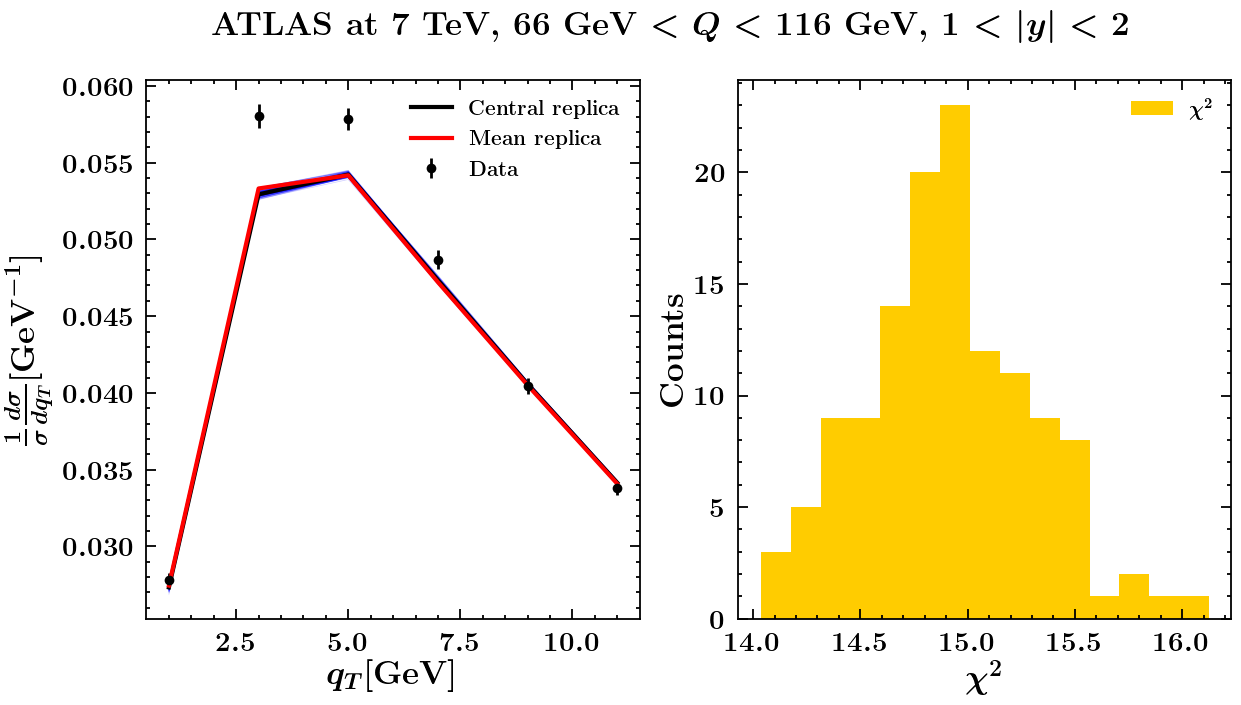 ATLAS at 7 TeV, 66 GeV < Q < 116 GeV, 1 < |y| < 2
0.060
0.055
0.050
0.045
0.040
0.035
0.030
1/σ dσ/dq_T [GeV⁻¹]
Central replica
Mean replica
Data
2.5 5.0 7.5 10.0
q_T[GeV]
20
15
10
5
0
Counts
χ²
14.0 14.5 15.0 15.5 16.0
χ²